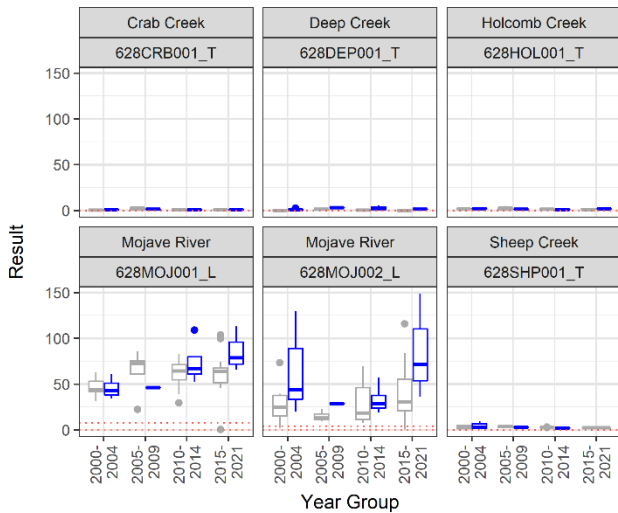 Crab Creek
Deep Creek
Holcomb Creek
628CRB001_T
628DEP001_T
628HOL001_T
150
100
50
0
Mojave River
Mojave River
Sheep Creek
628MOJ001_L
628MOJ002_L
628SHP001_T
150
100
50
0
Result
2000-
2004
2005-
2009
2010-
2014
2015-
2021
2000-
2004
2005-
2009
2010-
2014
2015-
2021
2000-
2004
2005-
2009
2010-
2014
2015-
2021
Year Group